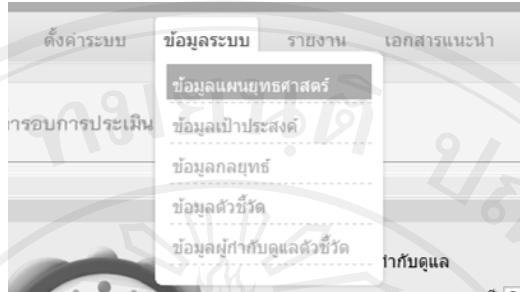 ตั้งค่าระบบ ข้อมูลระบบ รายงาน เอกสารแนะนำ
ข้อมูลแผนยุทธศาสตร์
ารอบการประเมิน ข้อมูลเป้าประสงค์
ข้อมูลกลยุทธ์
ข้อมูลตัวชี้วัด
ข้อมูลผู้กำกับดูแลตัวชี้วัด
ากำกับดูแล